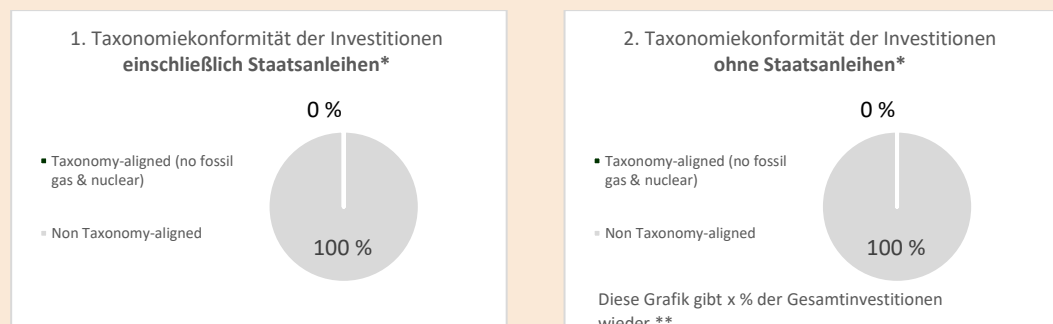 1. Taxonomiekonformität der Investitionen
einschließlich Staatsanleihen*
0 %
Taxonomy-aligned (no fossil
gas & nuclear)
Non Taxonomy-aligned
100 %
2. Taxonomiekonformität der Investitionen
ohne Staatsanleihen*
0 %
Taxonomy-aligned (no fossil
gas & nuclear)
Non Taxonomy-aligned
100 %
Diese Grafik gibt x % der Gesamtinvestitionen
wieder.**